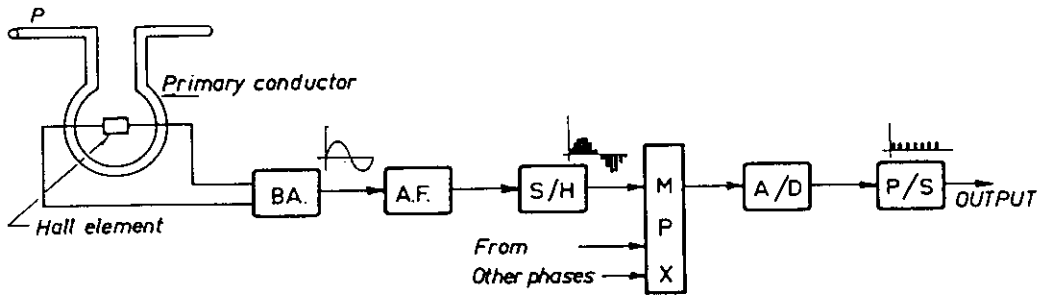 P
Primary conductor
Hall element
BA.
A.F.
S/H
M
P
X
From
Other phases
A/D
P/S
OUTPUT